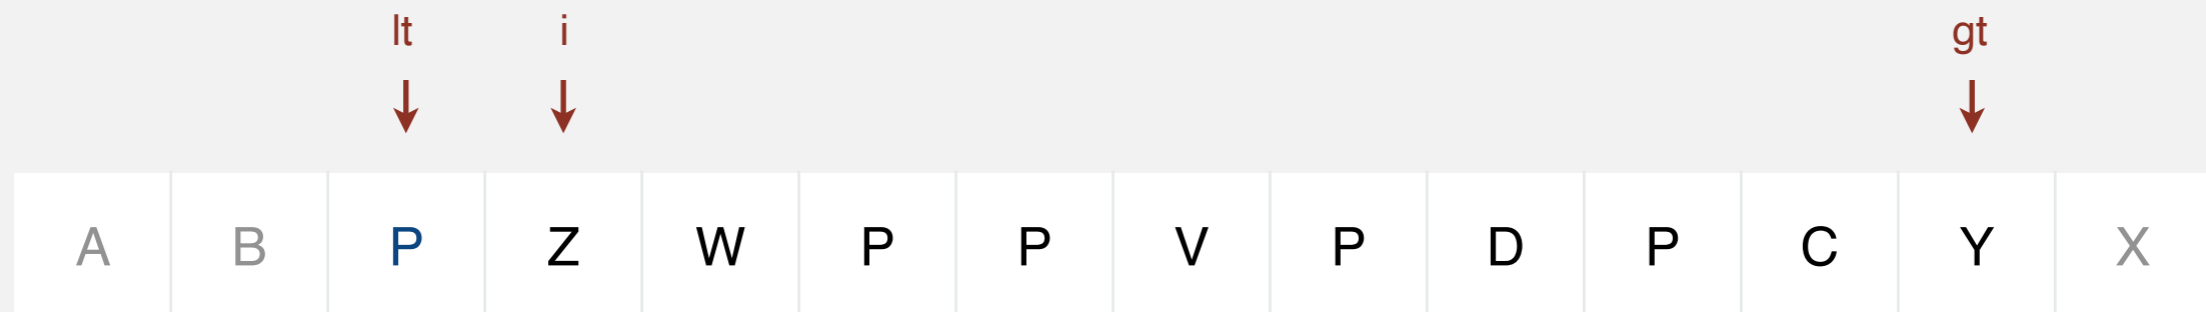 lt i gt
A B P Z W P P V P D P C Y X